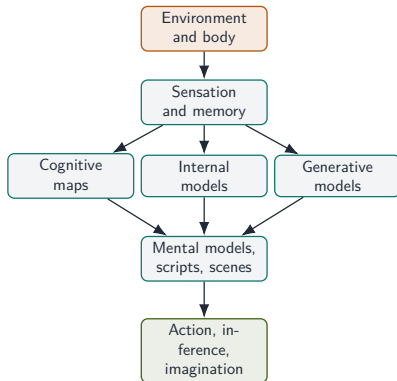 Environment
and body
Sensation
and memory
Cognitive
maps
Internal
models
Generative
models
Mental models,
scripts, scenes
Action, in-
ference,
imagination